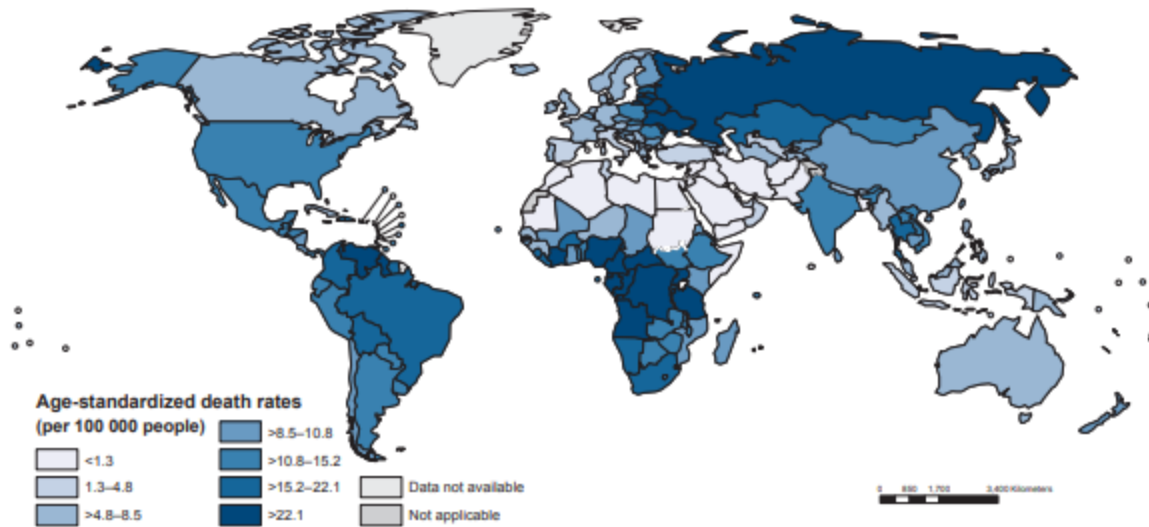 Age-standardized death rates
(per 100 000 people)
<1.3
1.3–4.8
>4.8–8.5
>8.5–10.8
>10.8–15.2
>15.2–22.1
>22.1
Data not available
Not applicable
0 850 1,700 3,400 Kilometers